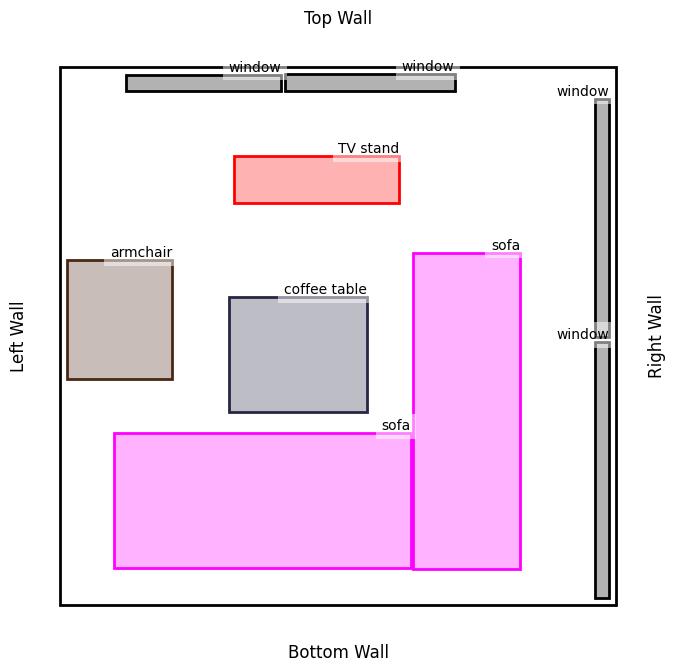 Top Wall
window
window
window
TV stand
sofa
armchair
coffee table
Left Wall
Right Wall
window
sofa
Bottom Wall